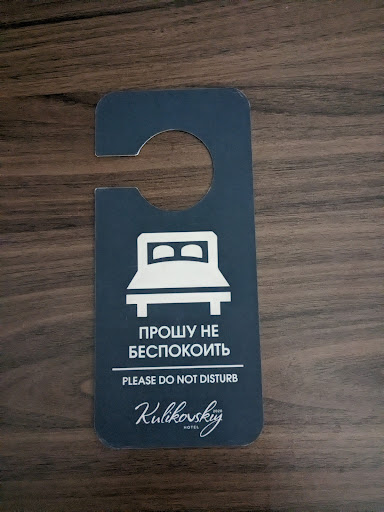 ПРОШУ НЕ
БЕСПОКОИТЬ
PLEASE DO NOT DISTURB
Kulikovskiy
HOTEL